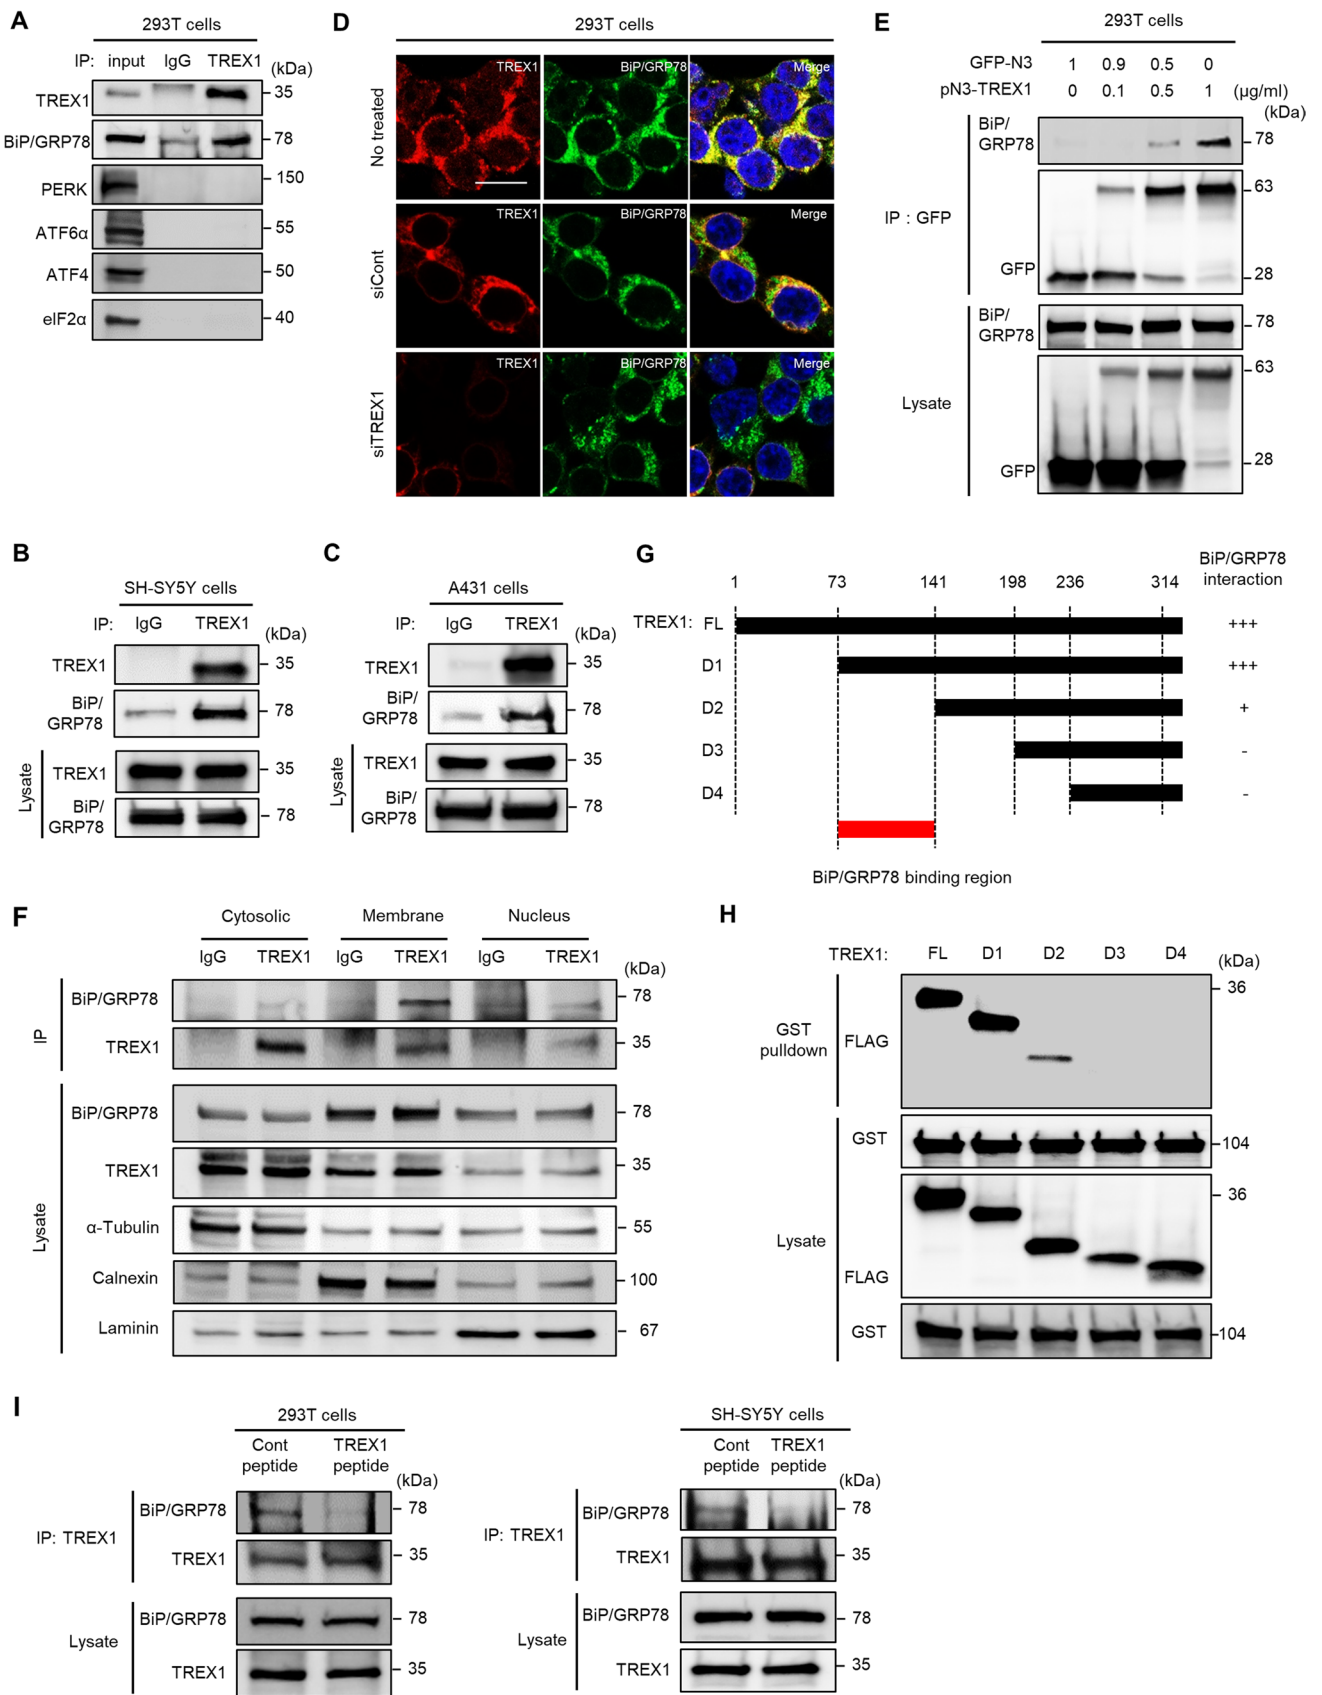 A
293T cells
IP: input IgG TREX1 (kDa)
TREX1 35
BiP/GRP78 78
PERK 150
ATF6α 55
ATF4 50
eIF2α 40
D
293T cells
No treated
TREX1 BiP/GRP78 Merge
siCont
TREX1 BiP/GRP78 Merge
siTREX1
TREX1 BiP/GRP78 Merge
E
293T cells
GFP-N3 1 0.9 0.5 0
pN3-TREX1 0 0.1 0.5 1 (µg/ml)
(kDa)
IP : GFP
BiP/
GRP78 78
63
GFP 28
Lysate
BiP/
GRP78 78
63
GFP 28
B
SH-SY5Y cells
IP: IgG TREX1 (kDa)
TREX1 35
BiP/
GRP78 78
Lysate
TREX1 35
BiP/
GRP78 78
C
A431 cells
IP: IgG TREX1 (kDa)
TREX1 35
BiP/
GRP78 78
Lysate
TREX1 35
BiP/
GRP78 78
G
BiP/GRP78
interaction
1 73 141 198 236 314
TREX1: FL +++
D1 +++
D2 +
D3 -
D4 -
BiP/GRP78 binding region
F
Cytosolic Membrane Nucleus
IgG TREX1 IgG TREX1 IgG TREX1 (kDa)
IP
BiP/GRP78 78
TREX1 35
Lysate
BiP/GRP78 78
TREX1 35
α-Tubulin 55
Calnexin 100
Laminin 67
H
TREX1: FL D1 D2 D3 D4 (kDa)
36
GST
pulldown
FLAG
GST 104
36
Lysate
FLAG
GST 104
I
293T cells
Cont
peptide
TREX1
peptide
(kDa)
IP: TREX1
BiP/GRP78 78
TREX1 35
Lysate
BiP/GRP78 78
TREX1 35
SH-SY5Y cells
Cont
peptide
TREX1
peptide
(kDa)
IP: TREX1
BiP/GRP78 78
TREX1 35
Lysate
BiP/GRP78 78
TREX1 35